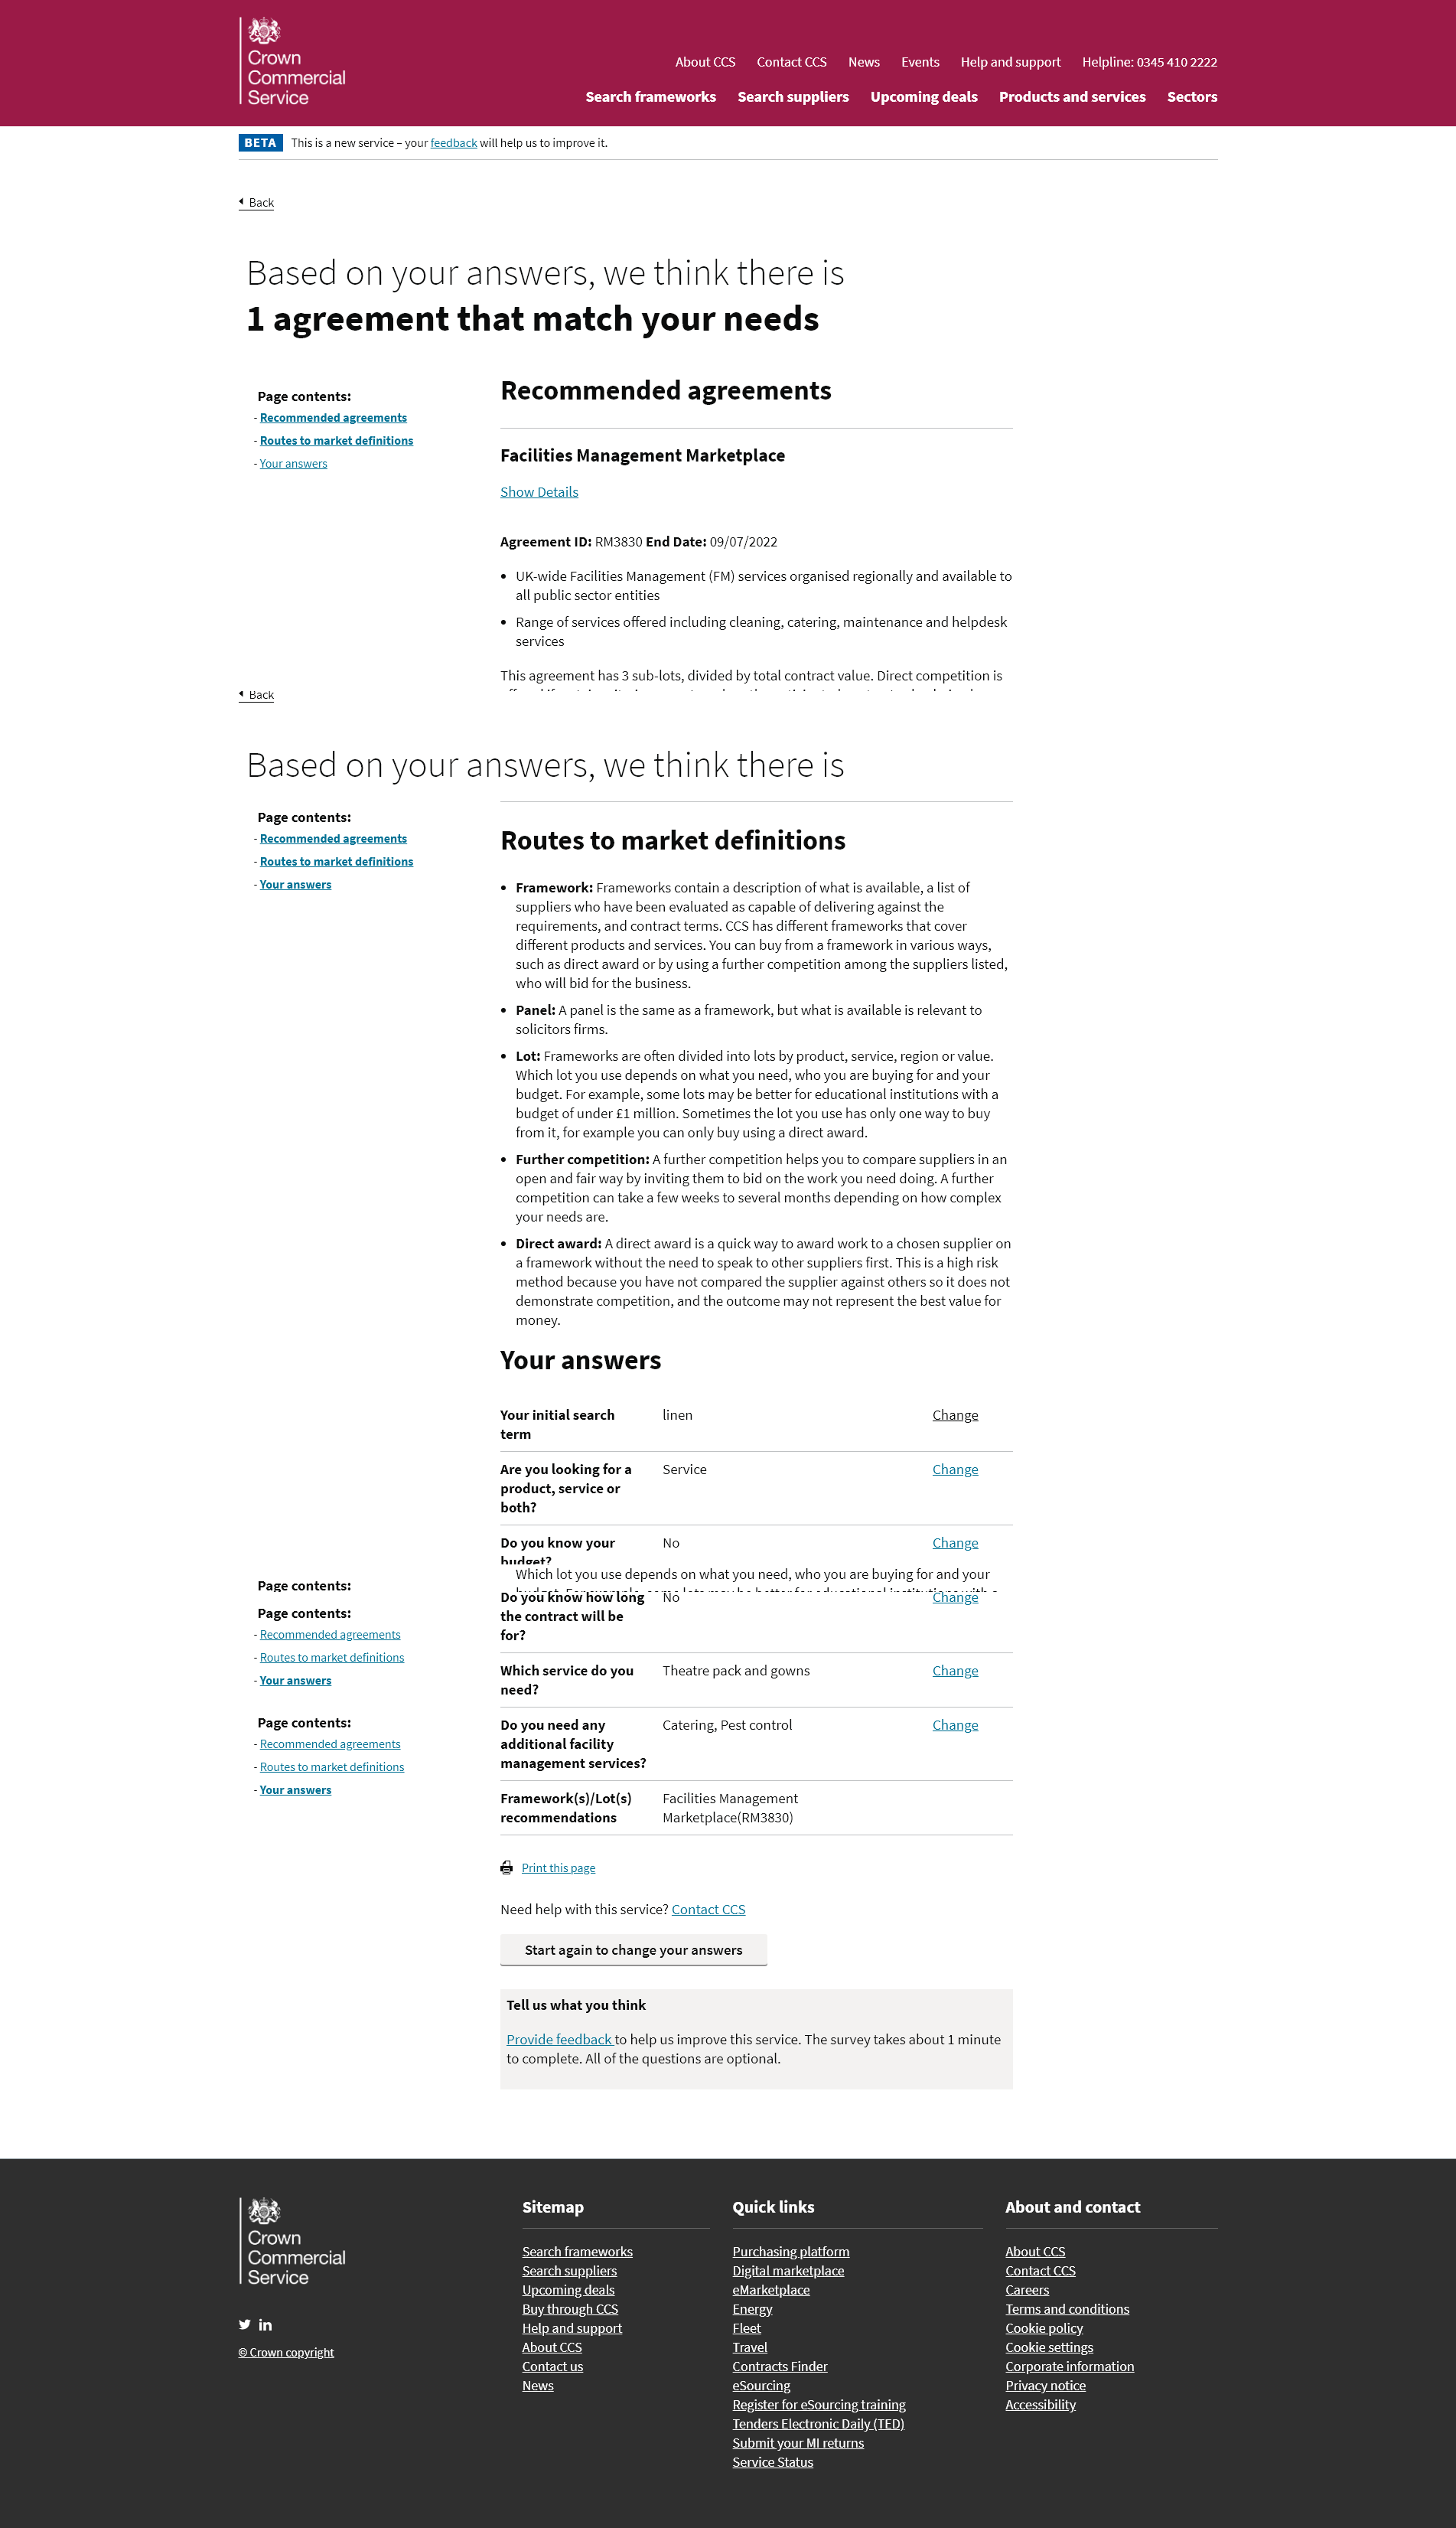 Crown
Commercial
Service
About CCS Contact CCS News Events Help and support Helpline: 0345 410 2222
Search frameworks Search suppliers Upcoming deals Products and services Sectors
BETA This is a new service – your feedback will help us to improve it.
Back
Based on your answers, we think there is
1 agreement that match your needs
Page contents:
- Recommended agreements
- Routes to market definitions
- Your answers
Recommended agreements
Facilities Management Marketplace
Show Details
Agreement ID: RM3830 End Date: 09/07/2022
• UK-wide Facilities Management (FM) services organised regionally and available to
all public sector entities
• Range of services offered including cleaning, catering, maintenance and helpdesk
services
This agreement has 3 sub-lots, divided by total contract value. Direct competition is
Back
Based on your answers, we think there is
Page contents:
- Recommended agreements
- Routes to market definitions
- Your answers
Routes to market definitions
• Framework: Frameworks contain a description of what is available, a list of
suppliers who have been evaluated as capable of delivering against the
requirements, and contract terms. CCS has different frameworks that cover
different products and services. You can buy from a framework in various ways,
such as direct award or by using a further competition among the suppliers listed,
who will bid for the business.
• Panel: A panel is the same as a framework, but what is available is relevant to
solicitors firms.
• Lot: Frameworks are often divided into lots by product, service, region or value.
Which lot you use depends on what you need, who you are buying for and your
budget. For example, some lots may be better for educational institutions with a
budget of under £1 million. Sometimes the lot you use has only one way to buy
from it, for example you can only buy using a direct award.
• Further competition: A further competition helps you to compare suppliers in an
open and fair way by inviting them to bid on the work you need doing. A further
competition can take a few weeks to several months depending on how complex
your needs are.
• Direct award: A direct award is a quick way to award work to a chosen supplier on
a framework without the need to speak to other suppliers first. This is a high risk
method because you have not compared the supplier against others so it does not
demonstrate competition, and the outcome may not represent the best value for
money.
Your answers
Your initial search linen Change
term
Are you looking for a Service Change
product, service or
both?
Do you know your No Change
budget?
Which lot you use depends on what you need, who you are buying for and your
Page contents:
Do you know how long No Change
the contract will be
for?
Page contents:
- Recommended agreements
- Routes to market definitions
- Your answers
Which service do you Theatre pack and gowns Change
need?
Do you need any Catering, Pest control Change
additional facility
management services?
Page contents:
- Recommended agreements
- Routes to market definitions
- Your answers
Framework(s)/Lot(s) Facilities Management
recommendations Marketplace(RM3830)
Print this page
Need help with this service? Contact CCS
Start again to change your answers
Tell us what you think
Provide feedback to help us improve this service. The survey takes about 1 minute
to complete. All of the questions are optional.
Crown
Commercial
Service
© Crown copyright
Sitemap
Search frameworks
Search suppliers
Upcoming deals
Buy through CCS
Help and support
About CCS
Contact us
News
Quick links
Purchasing platform
Digital marketplace
eMarketplace
Energy
Fleet
Travel
Contracts Finder
eSourcing
Register for eSourcing training
Tenders Electronic Daily (TED)
Submit your MI returns
Service Status
About and contact
About CCS
Contact CCS
Careers
Terms and conditions
Cookie policy
Cookie settings
Corporate information
Privacy notice
Accessibility